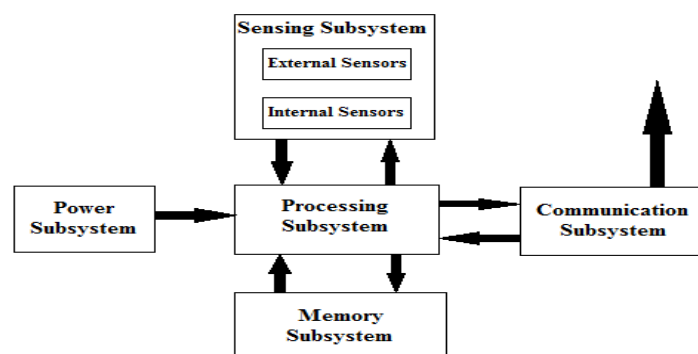 Sensing Subsystem
External Sensors
Internal Sensors
Power
Subsystem
Processing
Subsystem
Communication
Subsystem
Memory
Subsystem